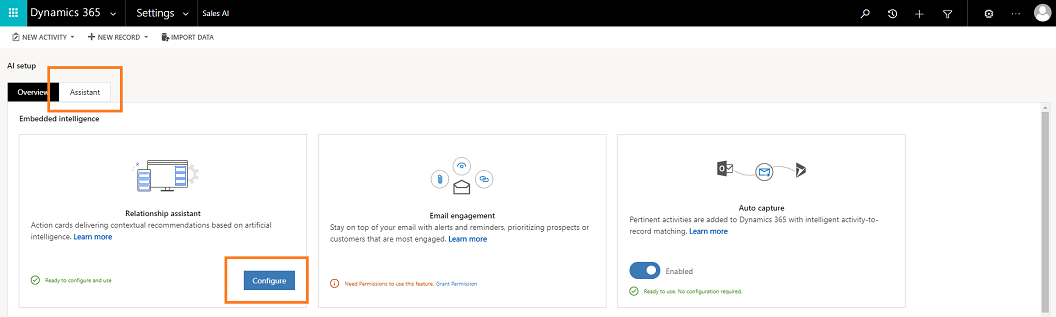 Dynamics 365 Settings Sales AI
NEW ACTIVITY NEW RECORD IMPORT DATA
AI setup
Overview Assistant
Embedded intelligence
Relationship assistant
Action cards delivering contextual recommendations based on artificial
intelligence. Learn more
Ready to configure and use
Configure
Email engagement
Stay on top of your email with alerts and reminders, prioritizing prospects or
customers that are most engaged. Learn more
Need Permissions to use this feature. Grant Permission
Auto capture
Pertinent activities are added to Dynamics 365 with intelligent activity-to-
record matching. Learn more
Enabled
Ready to use. No configuration required.